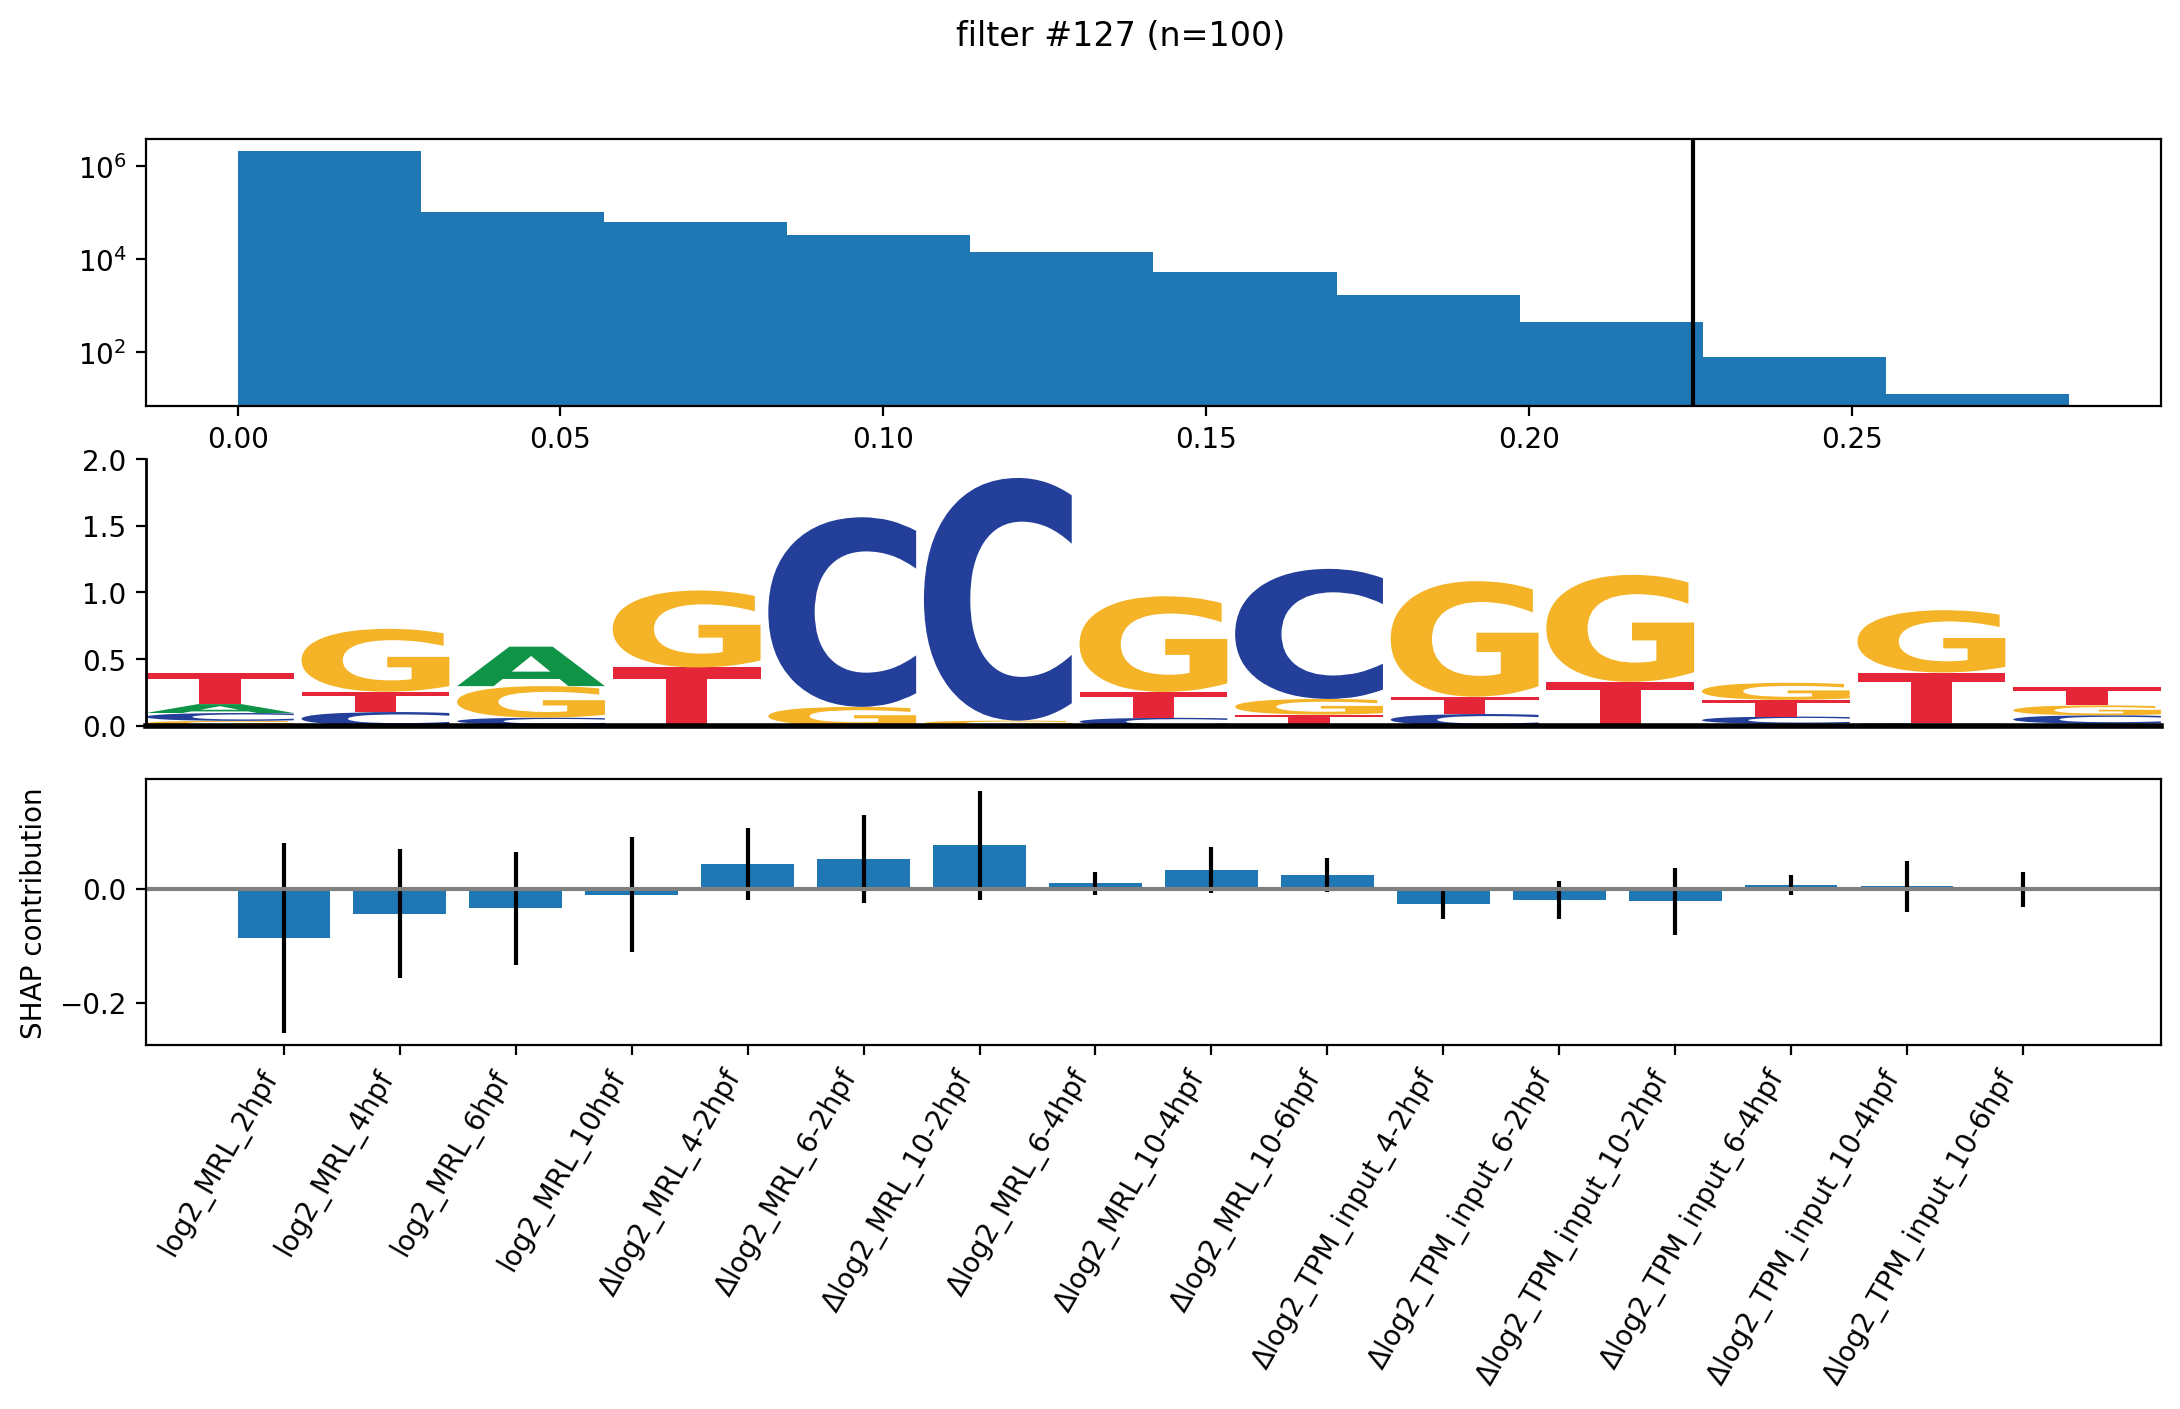 filter #127 (n=100)
10^6
10^4
10^2
0.00 0.05 0.10 0.15 0.20 0.25
2.0
1.5
1.0
0.5
0.0
T G A G C C G C G G G G T
A T G T G G T G T T T T G
C C C C T C C C
SHAP contribution
0.0
−0.2
log2_MRL_2hpf
log2_MRL_4hpf
log2_MRL_6hpf
log2_MRL_10hpf
Δlog2_MRL_4-2hpf
Δlog2_MRL_6-2hpf
Δlog2_MRL_10-2hpf
Δlog2_MRL_6-4hpf
Δlog2_MRL_10-4hpf
Δlog2_MRL_10-6hpf
Δlog2_TPM_input_4-2hpf
Δlog2_TPM_input_6-2hpf
Δlog2_TPM_input_10-2hpf
Δlog2_TPM_input_6-4hpf
Δlog2_TPM_input_10-4hpf
Δlog2_TPM_input_10-6hpf